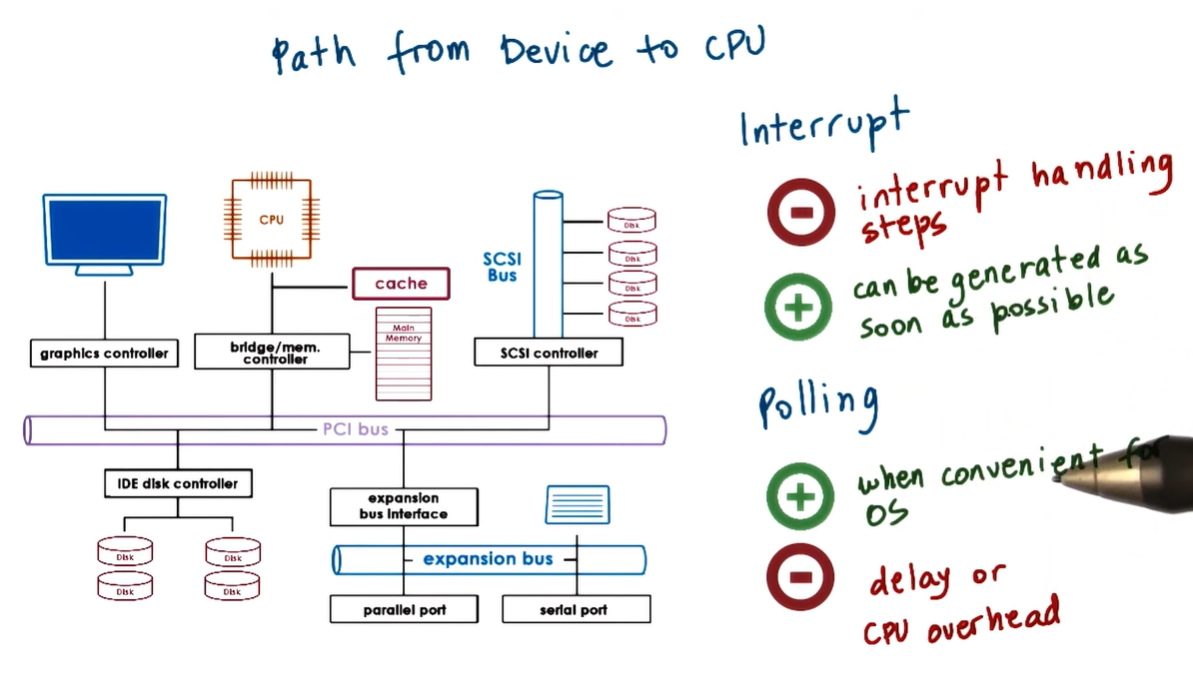 Path from Device to CPU
Interrupt
interrupt handling
steps
can be generated as
soon as possible
Polling
when convenient for
OS
delay or
CPU overhead
CPU
cache
Main
Memory
SCSI
Bus
Disk
Disk
Disk
Disk
graphics controller
bridge/mem.
controller
SCSI controller
PCI bus
IDE disk controller
Disk
Disk
Disk
Disk
expansion
bus interface
expansion bus
parallel port
serial port